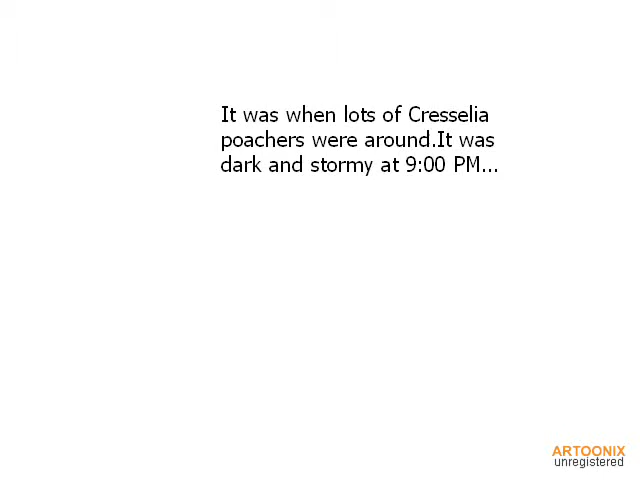 It was when lots of Cresselia
poachers were around.It was
dark and stormy at 9:00 PM...
ARTOONIX
unregistered